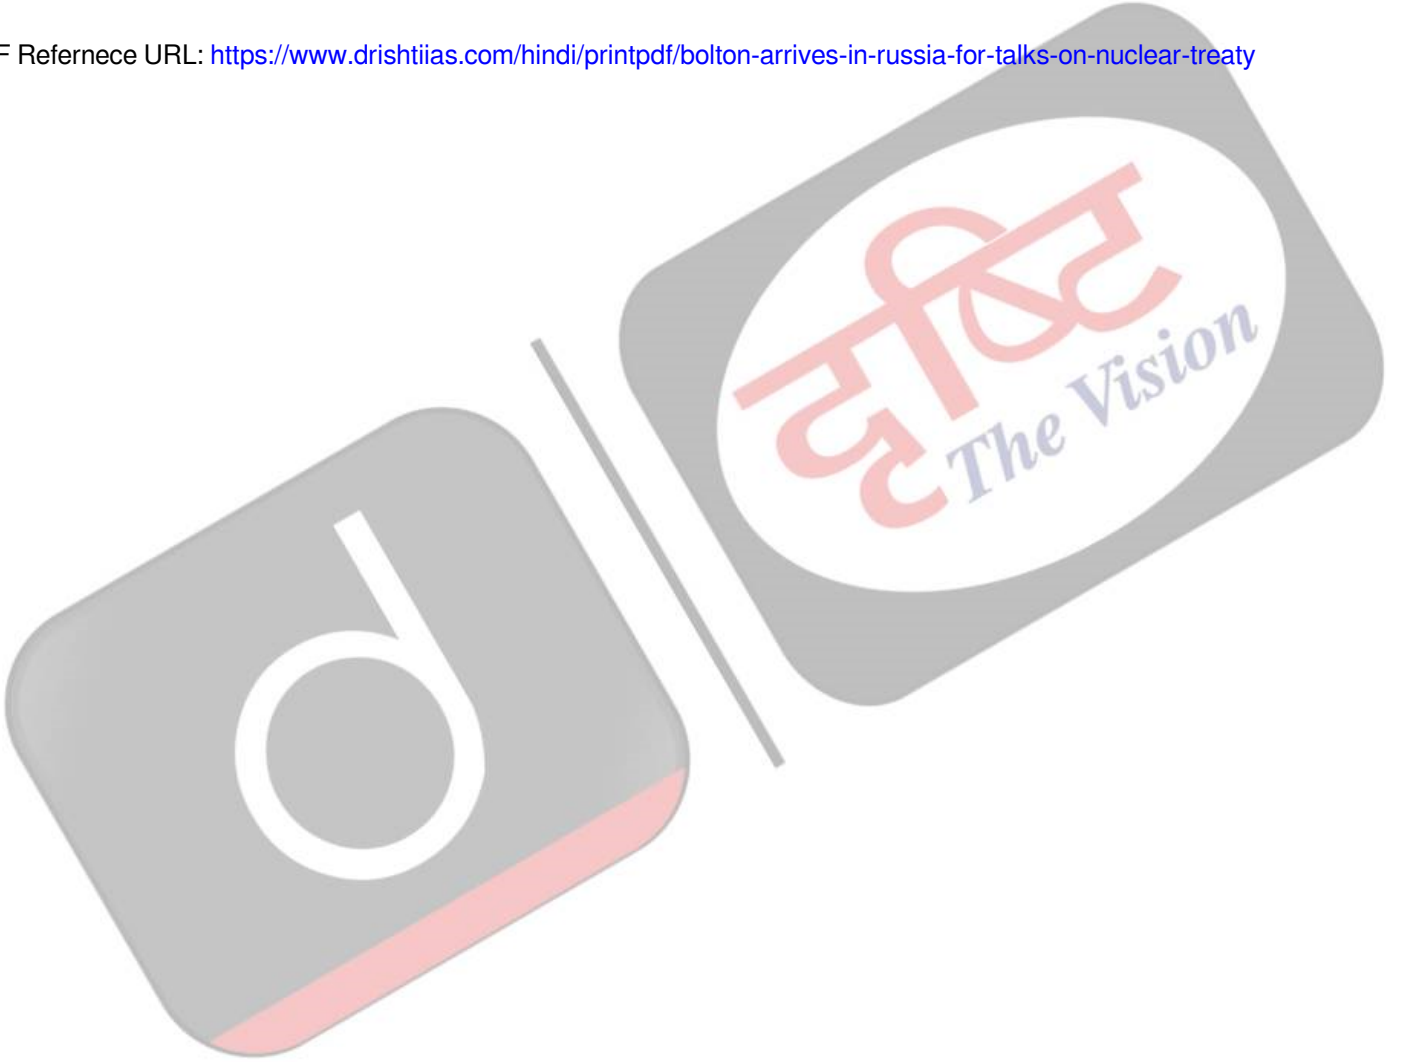 F Refernece URL: https://www.drishtiias.com/hindi/printpdf/bolton-arrives-in-russia-for-talks-on-nuclear-treaty
दृष्टि
The Vision
d